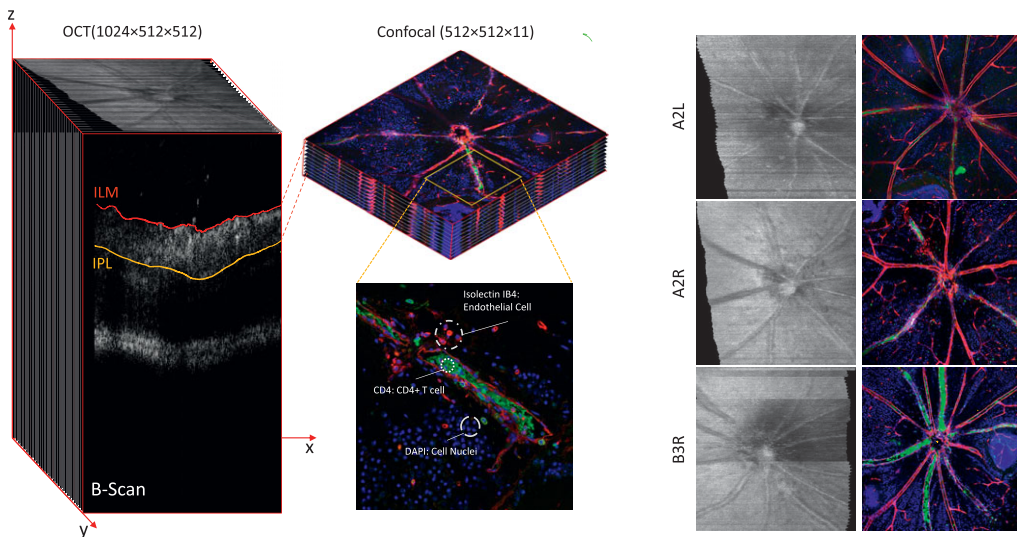 z
OCT(1024×512×512)
Confocal (512×512×11)
ILM
IPL
B-Scan
x
y
Isolectin IB4:
Endothelial Cell
CD4: CD4+ T cell
DAPI: Cell Nuclei
A2L
A2R
B3R